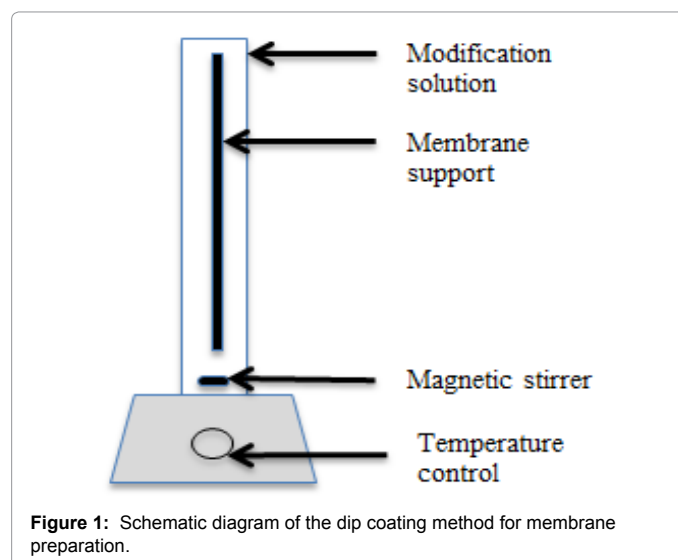 Modification
solution
Membrane
support
Magnetic stirrer
Temperature
control
Figure 1: Schematic diagram of the dip coating method for membrane
preparation.